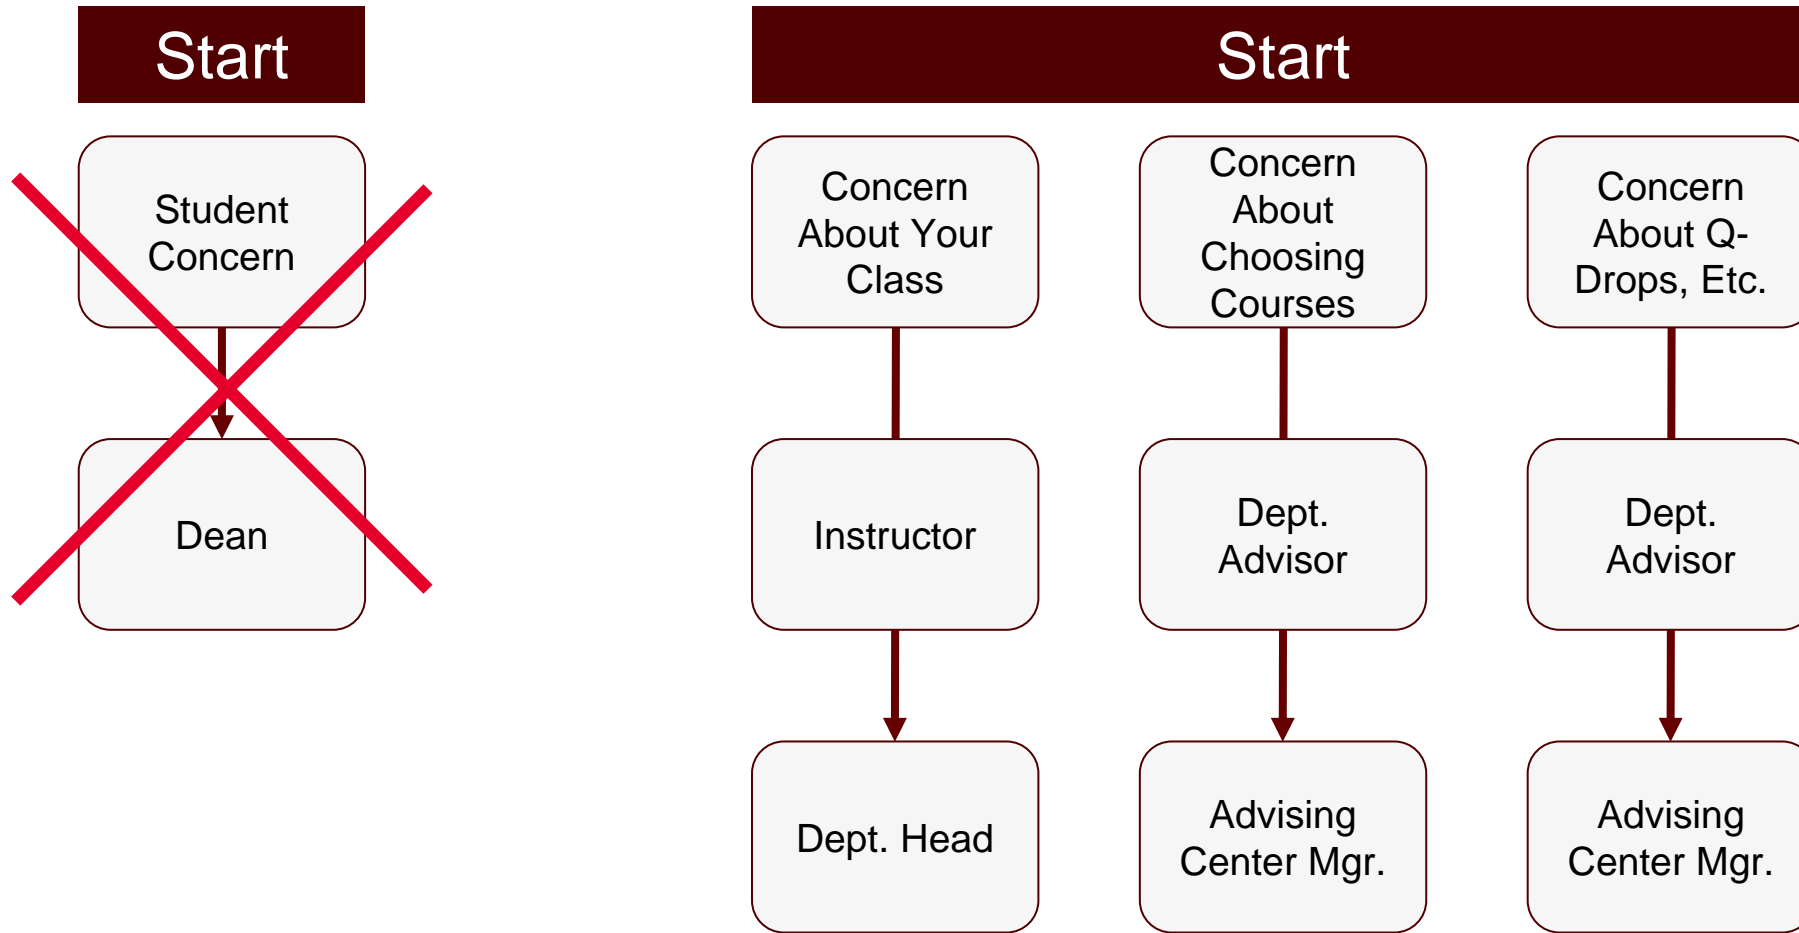 Start
Student
Concern
Dean
Start
Concern
About Your
Class
Instructor
Dept. Head
Concern
About
Choosing
Courses
Dept.
Advisor
Advising
Center Mgr.
Concern
About Q-
Drops, Etc.
Dept.
Advisor
Advising
Center Mgr.